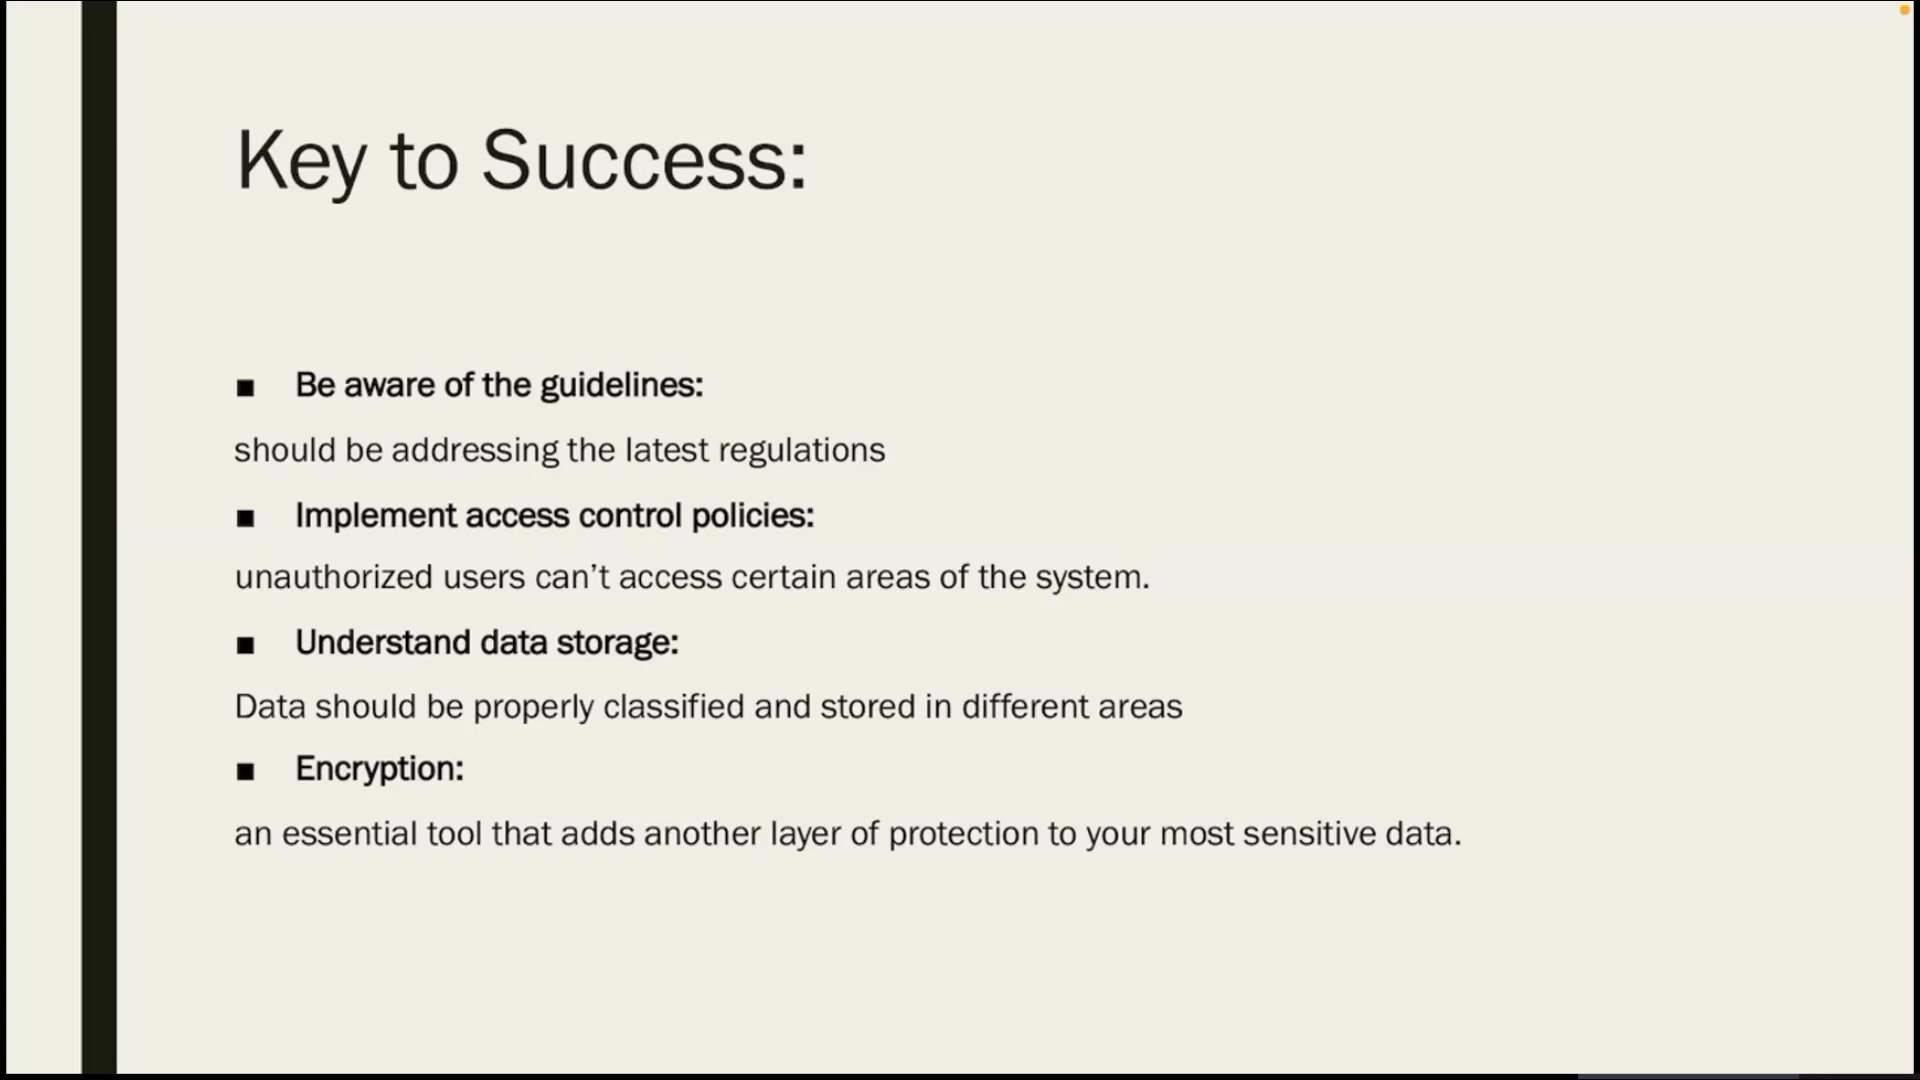 Key to Success:
■ Be aware of the guidelines:
should be addressing the latest regulations
■ Implement access control policies:
unauthorized users can’t access certain areas of the system.
■ Understand data storage:
Data should be properly classified and stored in different areas
■ Encryption:
an essential tool that adds another layer of protection to your most sensitive data.